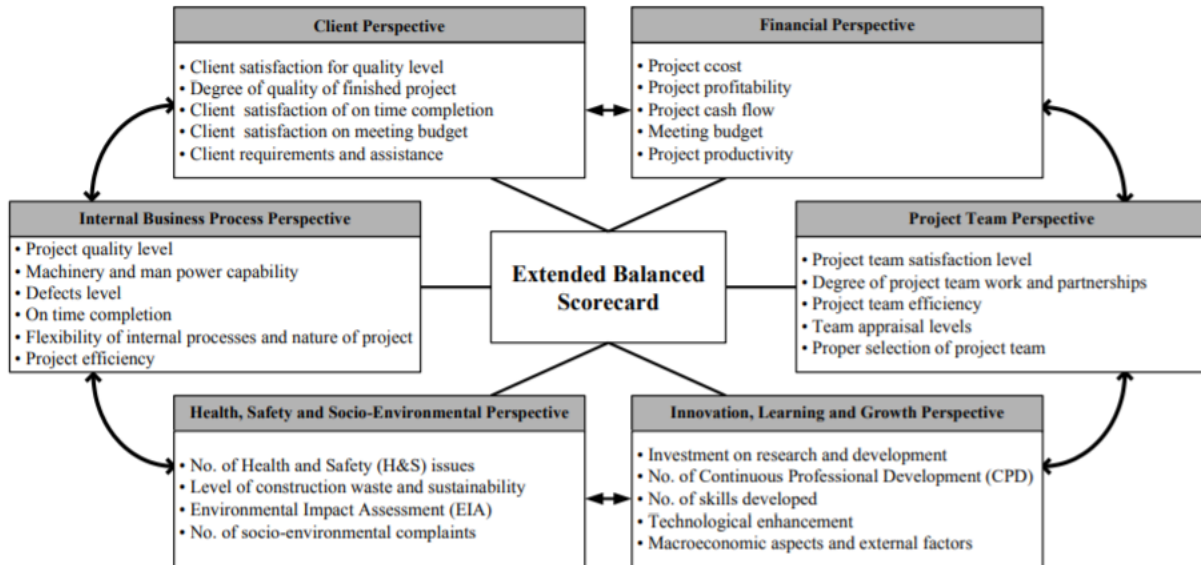 Client Perspective
• Client satisfaction for quality level
• Degree of quality of finished project
• Client satisfaction of on time completion
• Client satisfaction on meeting budget
• Client requirements and assistance
Financial Perspective
• Project ccost
• Project profitability
• Project cash flow
• Meeting budget
• Project productivity
Internal Business Process Perspective
• Project quality level
• Machinery and man power capability
• Defects level
• On time completion
• Flexibility of internal processes and nature of project
• Project efficiency
Extended Balanced
Scorecard
Project Team Perspective
• Project team satisfaction level
• Degree of project team work and partnerships
• Project team efficiency
• Team appraisal levels
• Proper selection of project team
Health, Safety and Socio-Environmental Perspective
• No. of Health and Safety (H&S) issues
• Level of construction waste and sustainability
• Environmental Impact Assessment (EIA)
• No. of socio-environmental complaints
Innovation, Learning and Growth Perspective
• Investment on research and development
• No. of Continuous Professional Development (CPD)
• No. of skills developed
• Technological enhancement
• Macroeconomic aspects and external factors